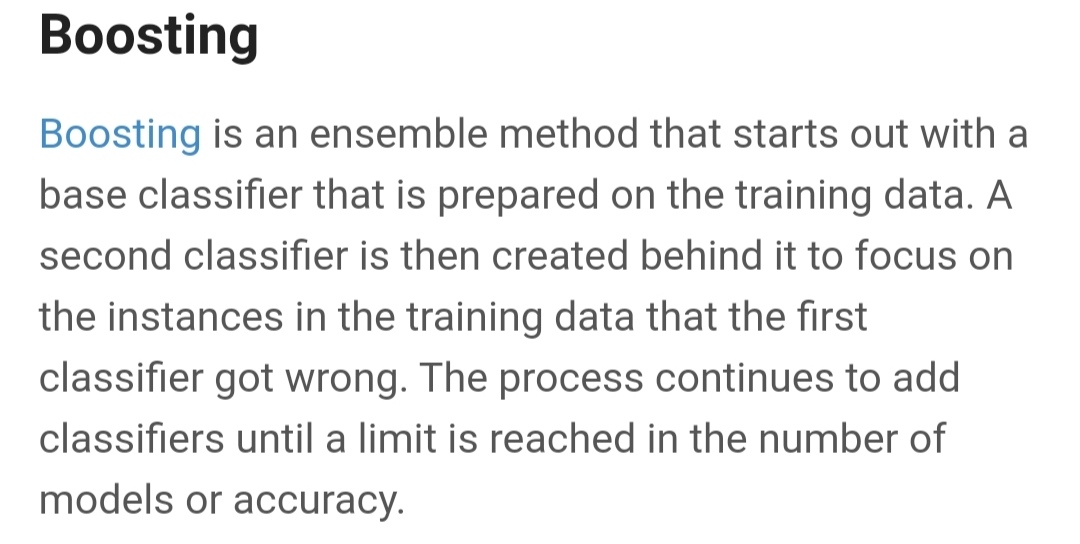 Boosting
Boosting is an ensemble method that starts out with a
base classifier that is prepared on the training data. A
second classifier is then created behind it to focus on
the instances in the training data that the first
classifier got wrong. The process continues to add
classifiers until a limit is reached in the number of
models or accuracy.